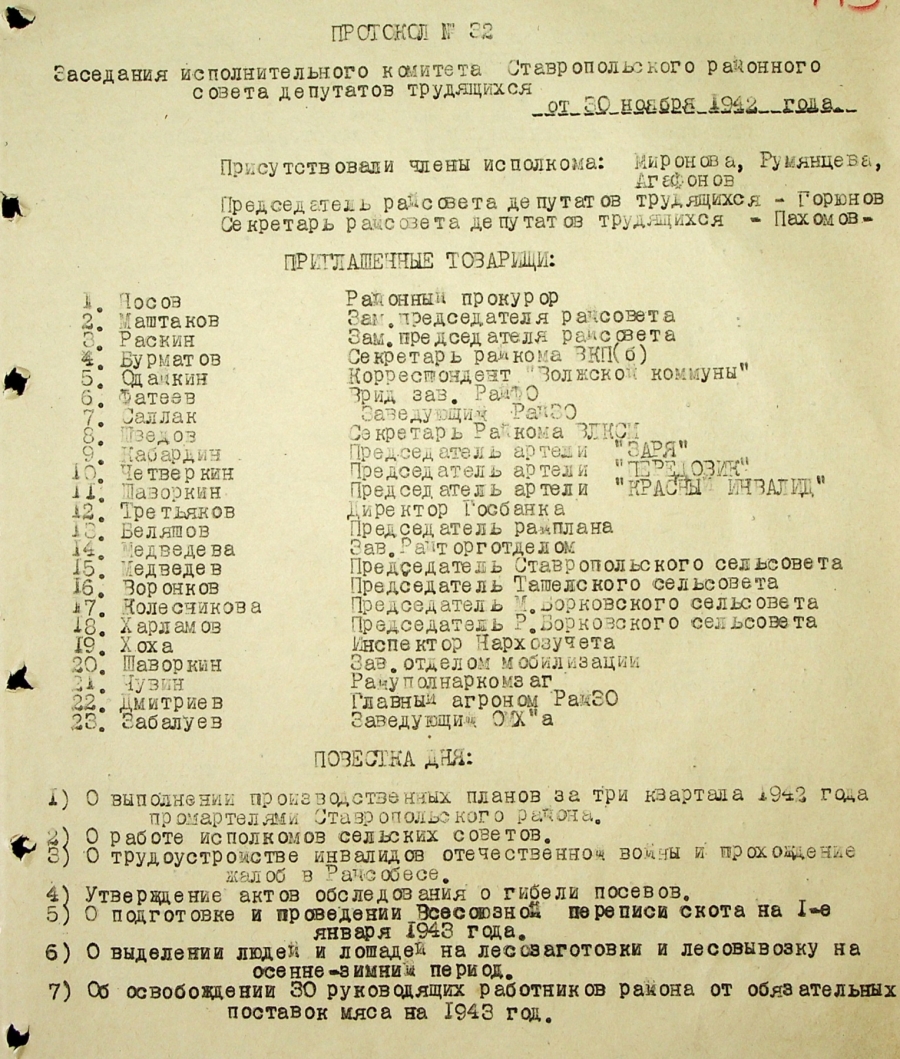 ПРОТОКОЛ № 32
Заседания исполнительного комитета Ставропольского районного
совета депутатов трудящихся
от 30 ноября 1942 года.
Присутствовали члены исполкома: Миронова, Румянцева,
Агафонов
Председатель райсовета депутатов трудящихся - Горюнов
Секретарь райсовета депутатов трудящихся - Пахомов-
ПРИГЛАШЕННЫЕ ТОВАРИЩИ:
1. Носов Районный прокурор
2. Маштаков Зам.председателя райсовета
3. Раскин Зам.председателя райсовета
4. Бурматов Секретарь райкома ВКП(б)
5. Одайкин Корреспондент "Волжской коммуны"
6. Фатеев Врид зав. РайФО
7. Саллак Заведующий РайЗО
8. Шведов Секретарь Райкома ВЛКСМ
9. Кабардин Председатель артели "ЗАРЯ"
10. Четверкин Председатель артели "ПЕРЕДОВИК"
11. Шаворкин Председатель артели "КРАСНЫЙ ИНВАЛИД"
12. Третьяков Директор Госбанка
13. Беляшов Председатель райплана
14. Медведева Зав.Райторготделом
15. Медведев Председатель Ставропольского сельсовета
16. Воронков Председатель Ташелского сельсовета
17. Колесникова Председатель М.Борковского сельсовета
18. Харламов Председатель Р.Борковского сельсовета
19. Хоха Инспектор Нархозучета
20. Шаворкин Зав.отделом мобилизации
21. Чувин Райуполнаркомзаг
22. Дмитриев Главный агроном РайЗО
23. Забалуев Заведующий ОХ"а
ПОВЕСТКА ДНЯ:
1) О выполнении производственных планов за три квартала 1942 года
промартелями Ставропольского района.
2) О работе исполкомов сельских советов.
3) О трудоустройстве инвалидов отечественной войны и прохождение
жалоб в Райсобесе.
4) Утверждение актов обследования о гибели посевов.
5) О подготовке и проведении Всесоюзной переписи скота на I-е
января 1943 года.
6) О выделении людей и лошадей на лесозаготовки и лесовывозку на
осенне-зимний период.
7) Об освобождении 30 руководящих работников района от обязательных
поставок мяса на 1943 год.